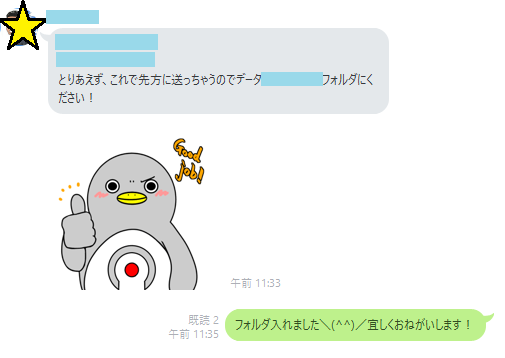 とりあえず、これで先方に送っちゃうのでデータ フォルダにく
ださい！
Good
Job!
午前 11:33
既読 2
午前 11:35
フォルダ入れました＼(^^)／宜しくおねがいします！